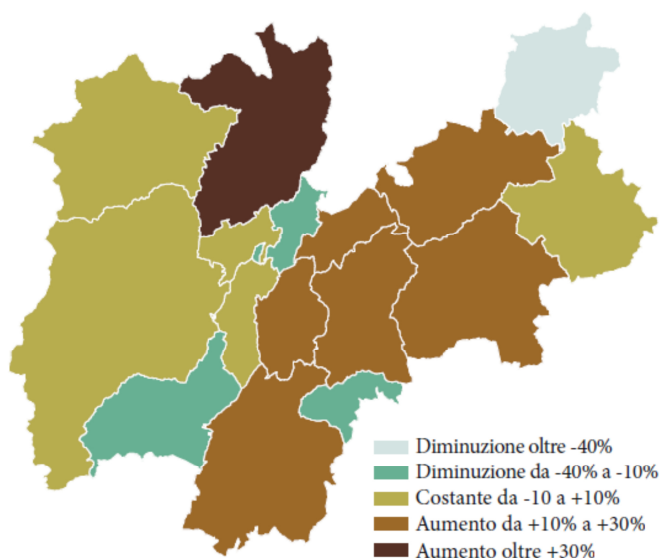 Diminuzione oltre -40%
Diminuzione da -40% a -10%
Costante da -10 a +10%
Aumento da +10% a +30%
Aumento oltre +30%